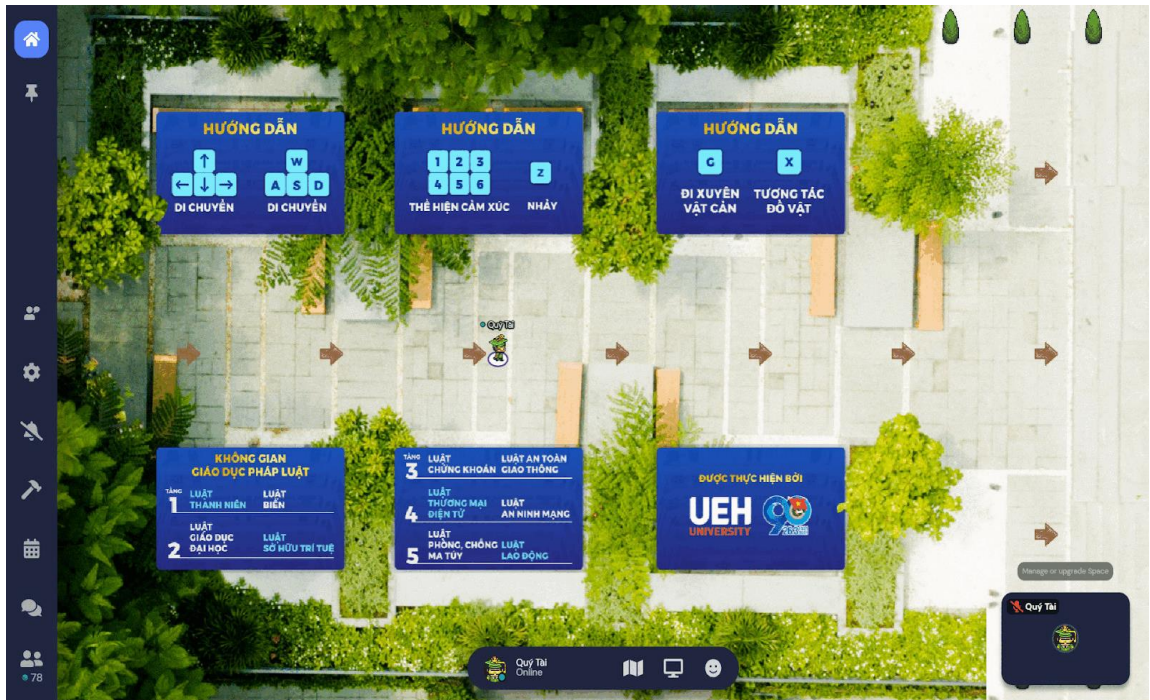 HƯỚNG DẪN
↑
← ↓ →
DI CHUYỂN
W
A S D
DI CHUYỂN
HƯỚNG DẪN
1 2 3
4 5 6
THỂ HIỆN CẢM XÚC
Z
NHẢY
HƯỚNG DẪN
G
ĐI XUYÊN
VẬT CẢN
X
TƯƠNG TÁC
ĐỒ VẬT
Quý Tài
KHÔNG GIAN
GIÁO DỤC PHÁP LUẬT
TẦNG
1
LUẬT
THANH NIÊN
LUẬT
BIỂN
2
LUẬT
GIÁO DỤC
ĐẠI HỌC
LUẬT
SỞ HỮU TRÍ TUỆ
TẦNG
3
LUẬT
CHỨNG KHOÁN
LUẬT AN TOÀN
GIAO THÔNG
4
LUẬT
THƯƠNG MẠI
ĐIỆN TỬ
LUẬT
AN NINH MẠNG
5
LUẬT
PHÒNG, CHỐNG
MA TÚY
LUẬT
LAO ĐỘNG
ĐƯỢC THỰC HIỆN BỞI
UEH
UNIVERSITY
90
Manage or upgrade Space
Quý Tài
Quý Tài
Online
78